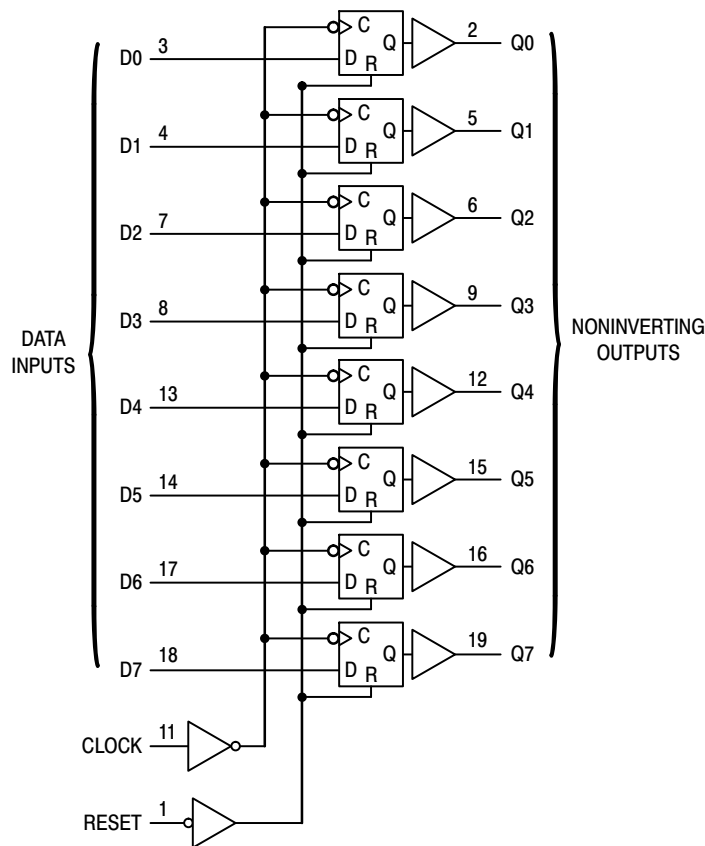 C Q 2 Q0
D0 3 D R
C Q 5 Q1
D1 4 D R
C Q 6 Q2
D2 7 D R
C Q 9 Q3
D3 8 D R
DATA
INPUTS
NONINVERTING
OUTPUTS
C Q 12 Q4
D4 13 D R
C Q 15 Q5
D5 14 D R
C Q 16 Q6
D6 17 D R
C Q 19 Q7
D7 18 D R
CLOCK 11
RESET 1